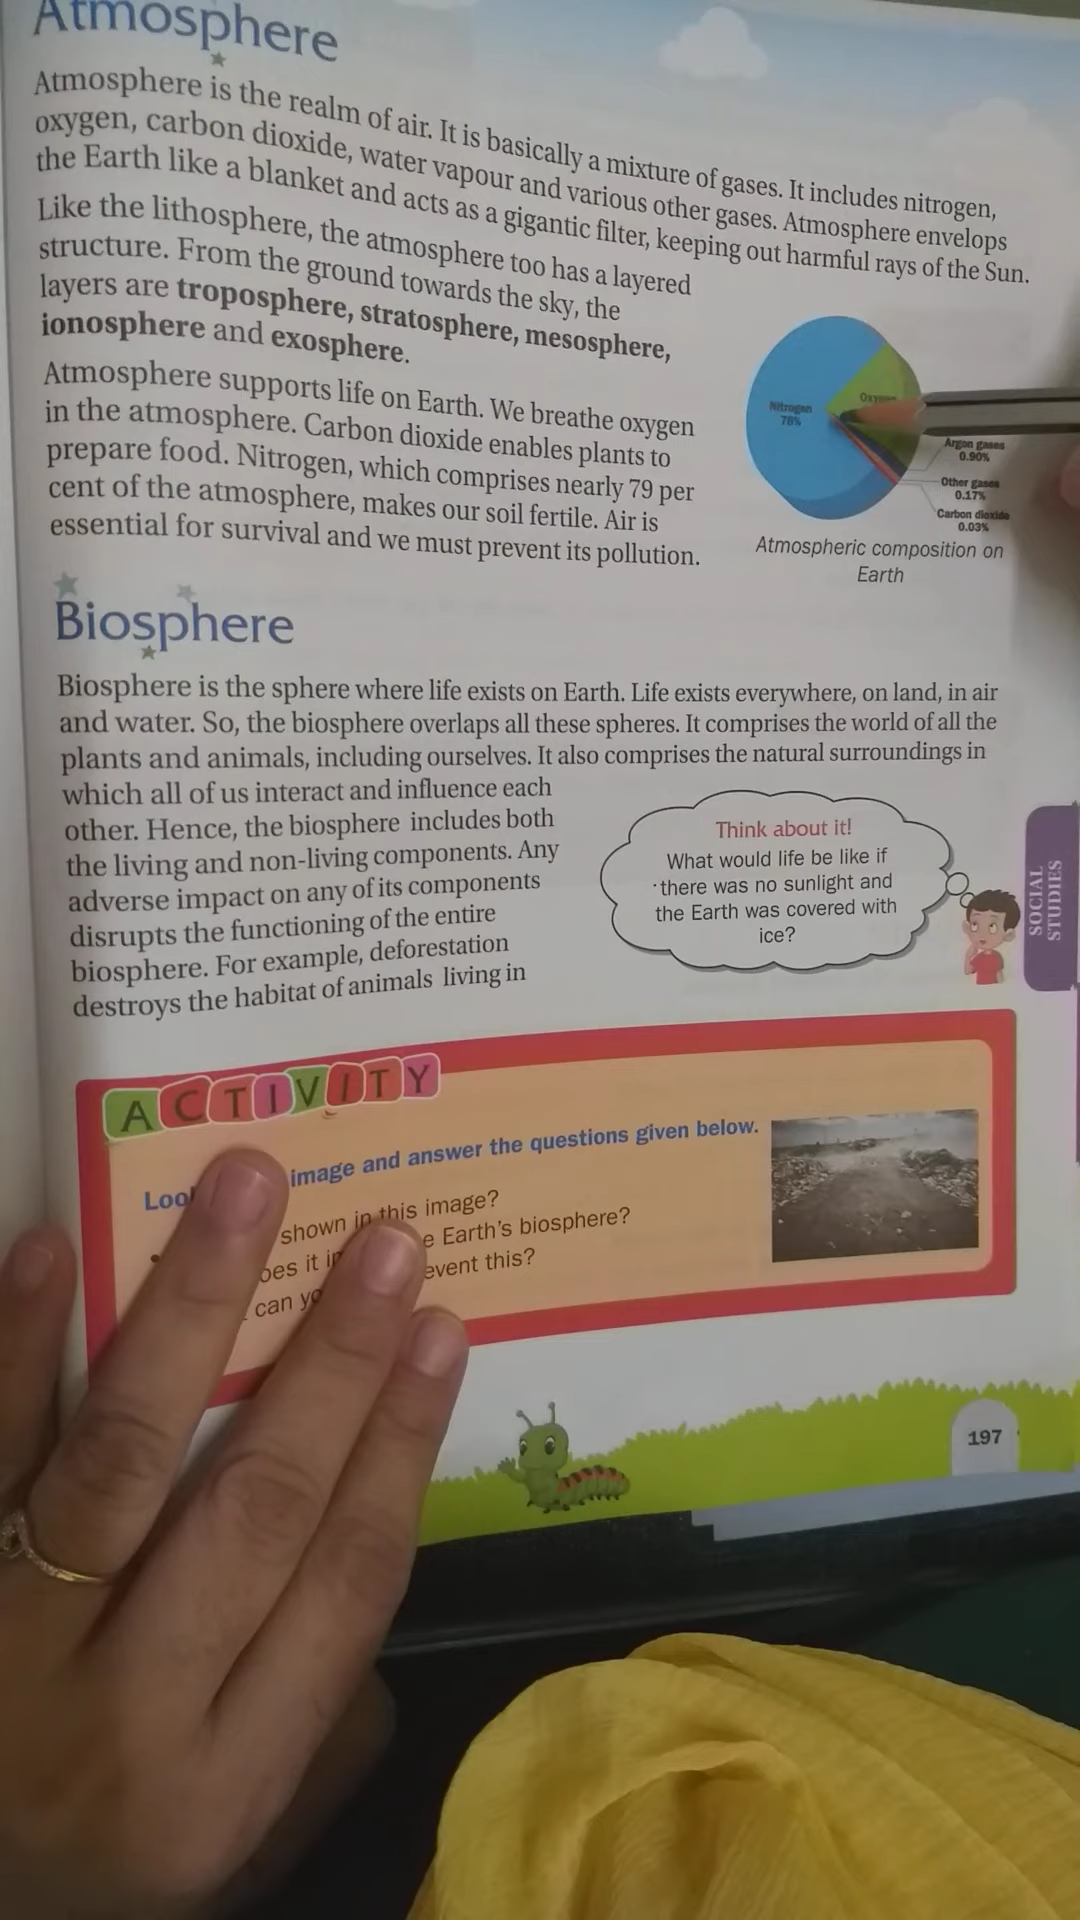 Atmosphere
Atmosphere is the realm of air. It is basically a mixture of gases. It includes nitrogen,
oxygen, carbon dioxide, water vapour and various other gases. Atmosphere envelops
the Earth like a blanket and acts as a gigantic filter, keeping out harmful rays of the Sun.
Like the lithosphere, the atmosphere too has a layered
structure. From the ground towards the sky, the
layers are troposphere, stratosphere, mesosphere,
ionosphere and exosphere.
Atmosphere supports life on Earth. We breathe oxygen
in the atmosphere. Carbon dioxide enables plants to
prepare food. Nitrogen, which comprises nearly 79 per
cent of the atmosphere, makes our soil fertile. Air is
essential for survival and we must prevent its pollution.
Nitrogen
78%
Oxygen
Argon gases
0.90%
Other gases
0.17%
Carbon dioxide
0.03%
Atmospheric composition on
Earth
Biosphere
Biosphere is the sphere where life exists on Earth. Life exists everywhere, on land, in air
and water. So, the biosphere overlaps all these spheres. It comprises the world of all the
plants and animals, including ourselves. It also comprises the natural surroundings in
which all of us interact and influence each
other. Hence, the biosphere includes both
the living and non-living components. Any
adverse impact on any of its components
disrupts the functioning of the entire
biosphere. For example, deforestation
destroys the habitat of animals living in
Think about it!
What would life be like if
there was no sunlight and
the Earth was covered with
ice?
SOCIAL
STUDIES
ACTIVITY
image and answer the questions given below.
shown in this image?
it Earth's biosphere?
can this?
197